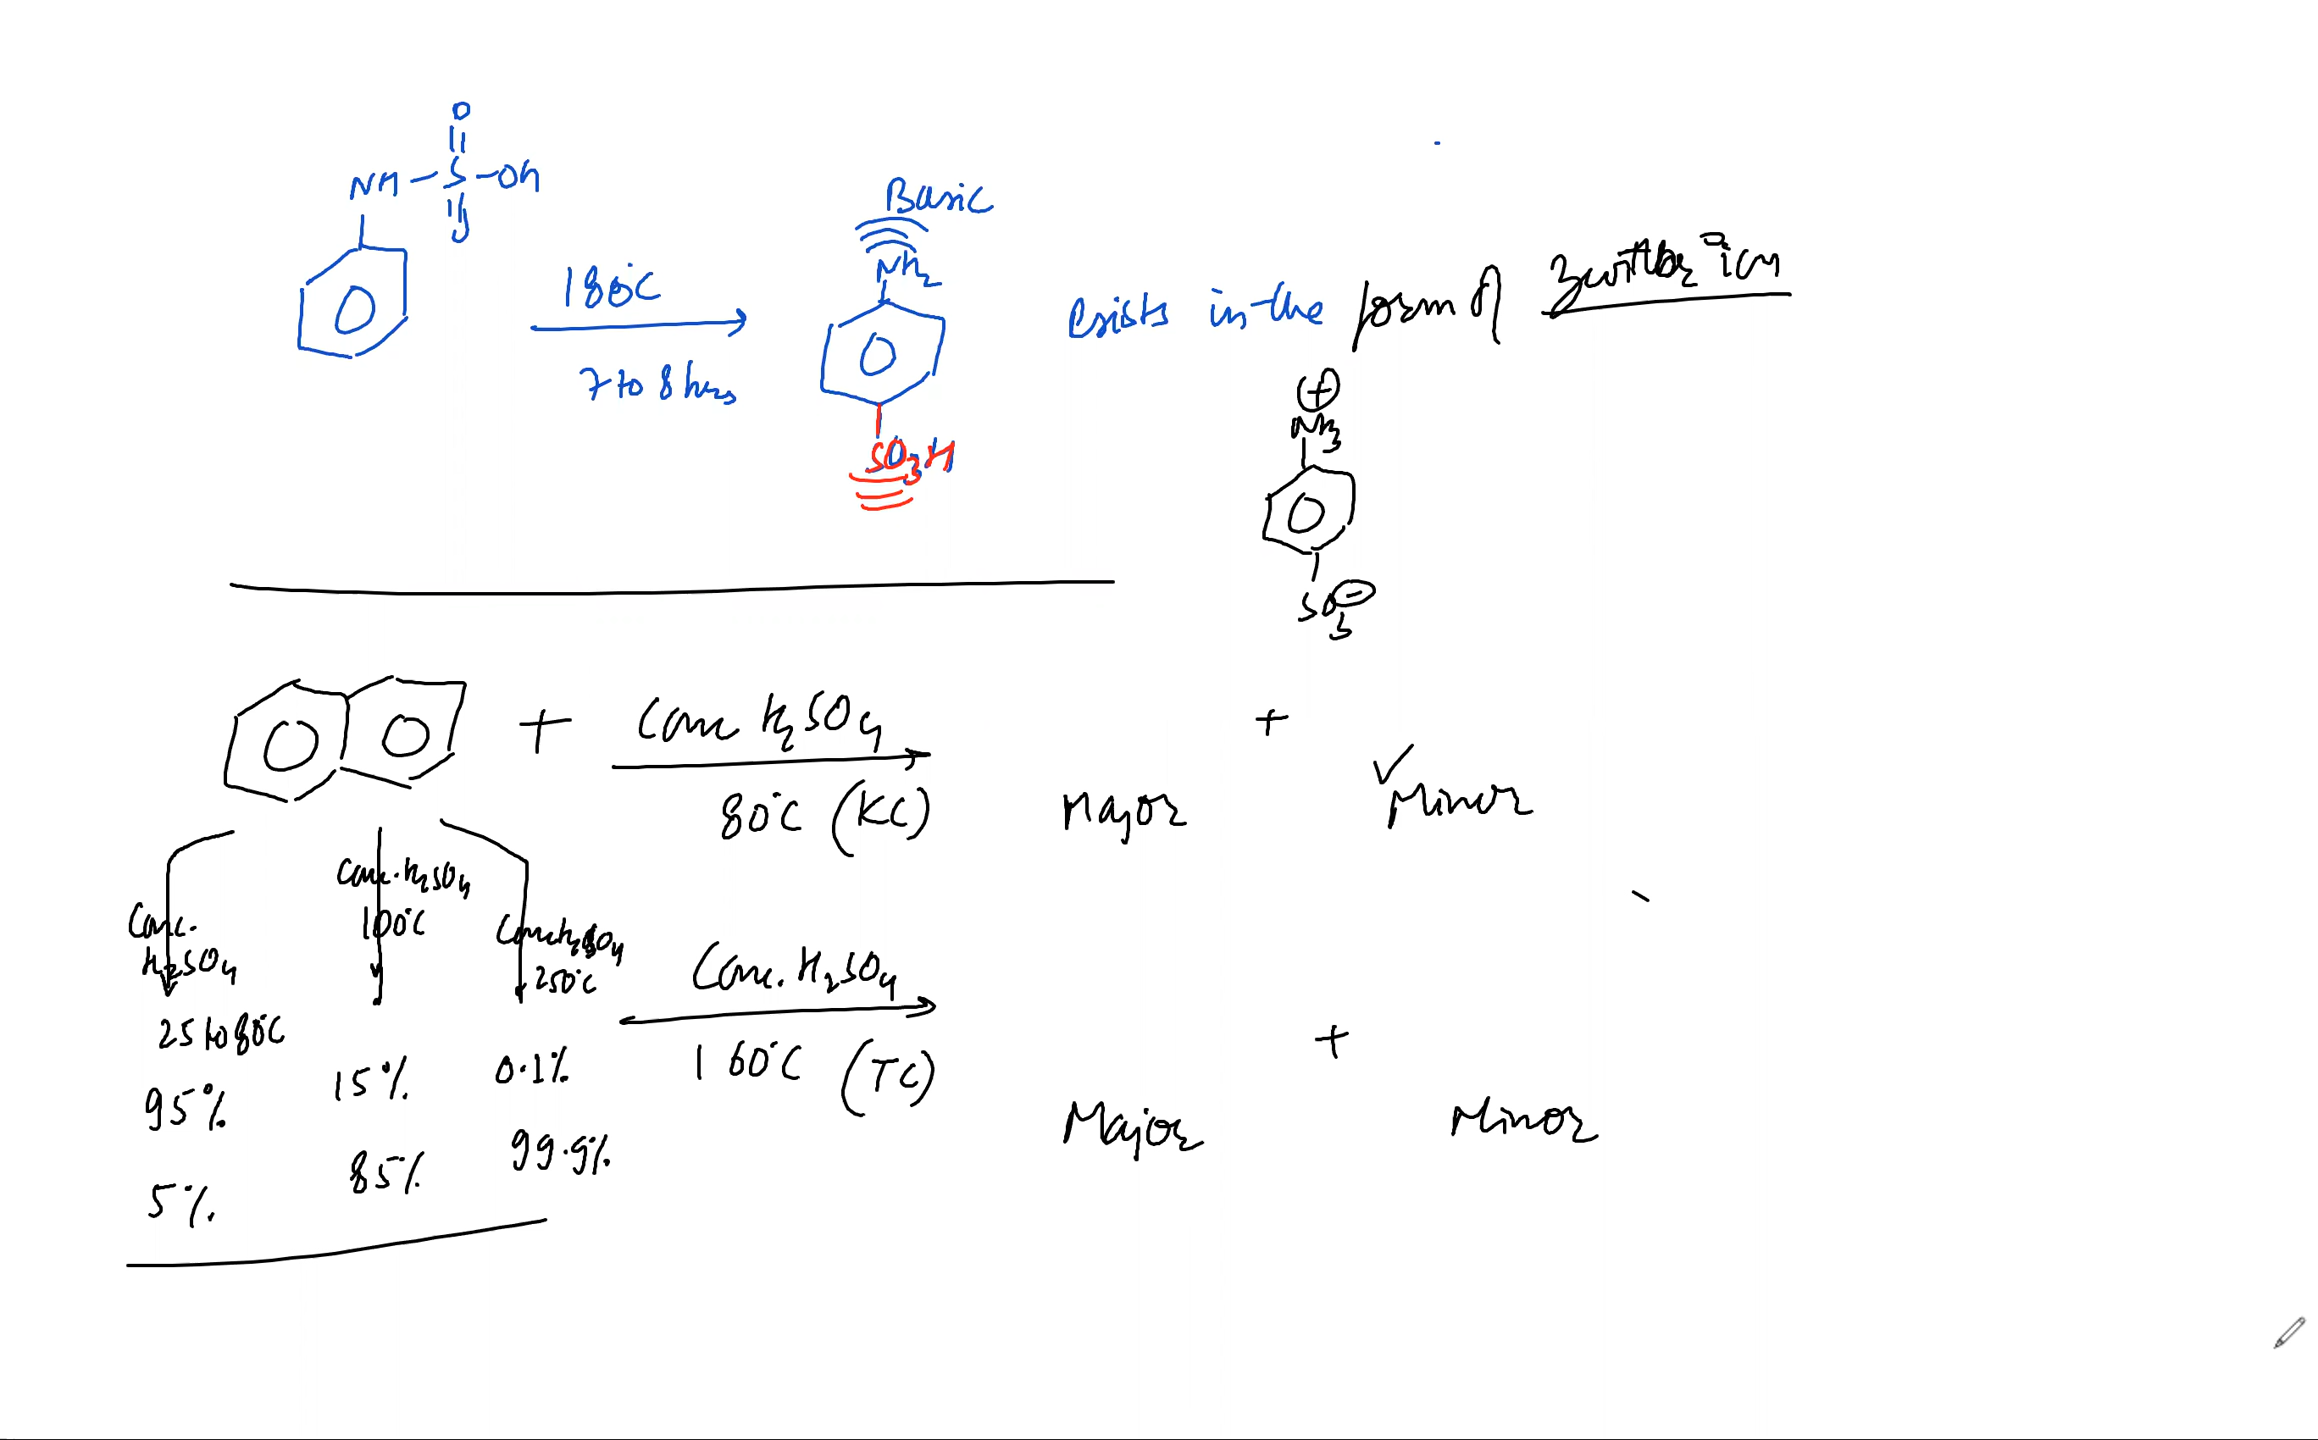 O
NH-S-OH
O
Basic
NH2
180°C
7 to 8 hrs
SO3H
exists in the form of Zwitter ion
+
NH3
SO3-
+ Conc H2SO4
80°C (KC)
Major + ✓Minor
Conc. H2SO4
25 to 80°C
95%
5%
Conc. H2SO4
100°C
15%
85%
Conc H2SO4
250°C
0.1%
99.9%
Conc. H2SO4
160°C (TC)
Major + Minor